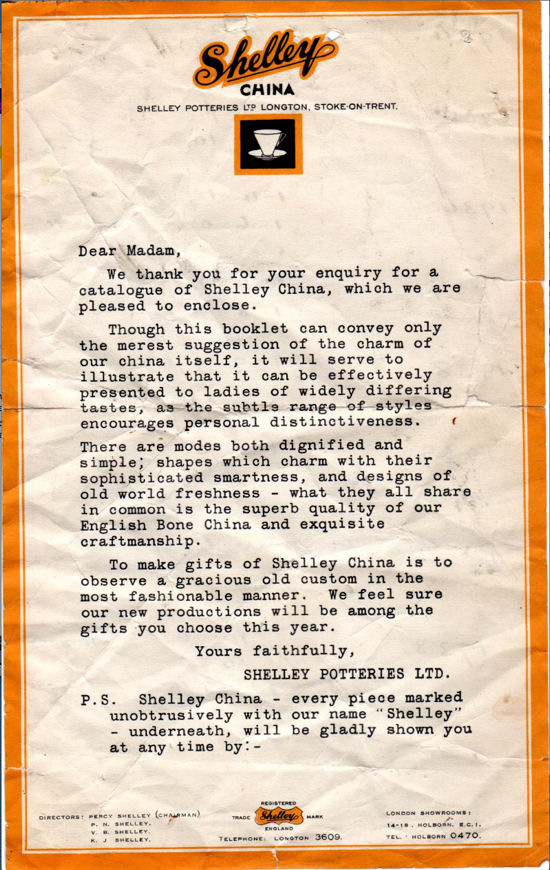 Shelley
CHINA
SHELLEY POTTERIES LTD LONGTON, STOKE-ON-TRENT.
Dear Madam,
We thank you for your enquiry for a
catalogue of Shelley China, which we are
pleased to enclose.
Though this booklet can convey only
the merest suggestion of the charm of
our china itself, it will serve to
illustrate that it can be effectively
presented to ladies of widely differing
tastes, as the subtle range of styles
encourages personal distinctiveness.
There are modes both dignified and
simple; shapes which charm with their
sophisticated smartness, and designs of
old world freshness - what they all share
in common is the superb quality of our
English Bone China and exquisite
craftmanship.
To make gifts of Shelley China is to
observe a gracious old custom in the
most fashionable manner. We feel sure
our new productions will be among the
gifts you choose this year.
Yours faithfully,
SHELLEY POTTERIES LTD.
P.S. Shelley China - every piece marked
unobtrusively with our name "Shelley"
- underneath, will be gladly shown you
at any time by:-
DIRECTORS: PERCY SHELLEY (CHAIRMAN)
P. N. SHELLEY.
V. B. SHELLEY.
K. J. SHELLEY.
REGISTERED
TRADE Shelley MARK
ENGLAND
TELEPHONE: LONGTON 3609.
LONDON SHOWROOMS:
14-18. HOLBORN. E.C.1.
TEL. HOLBORN 0470.